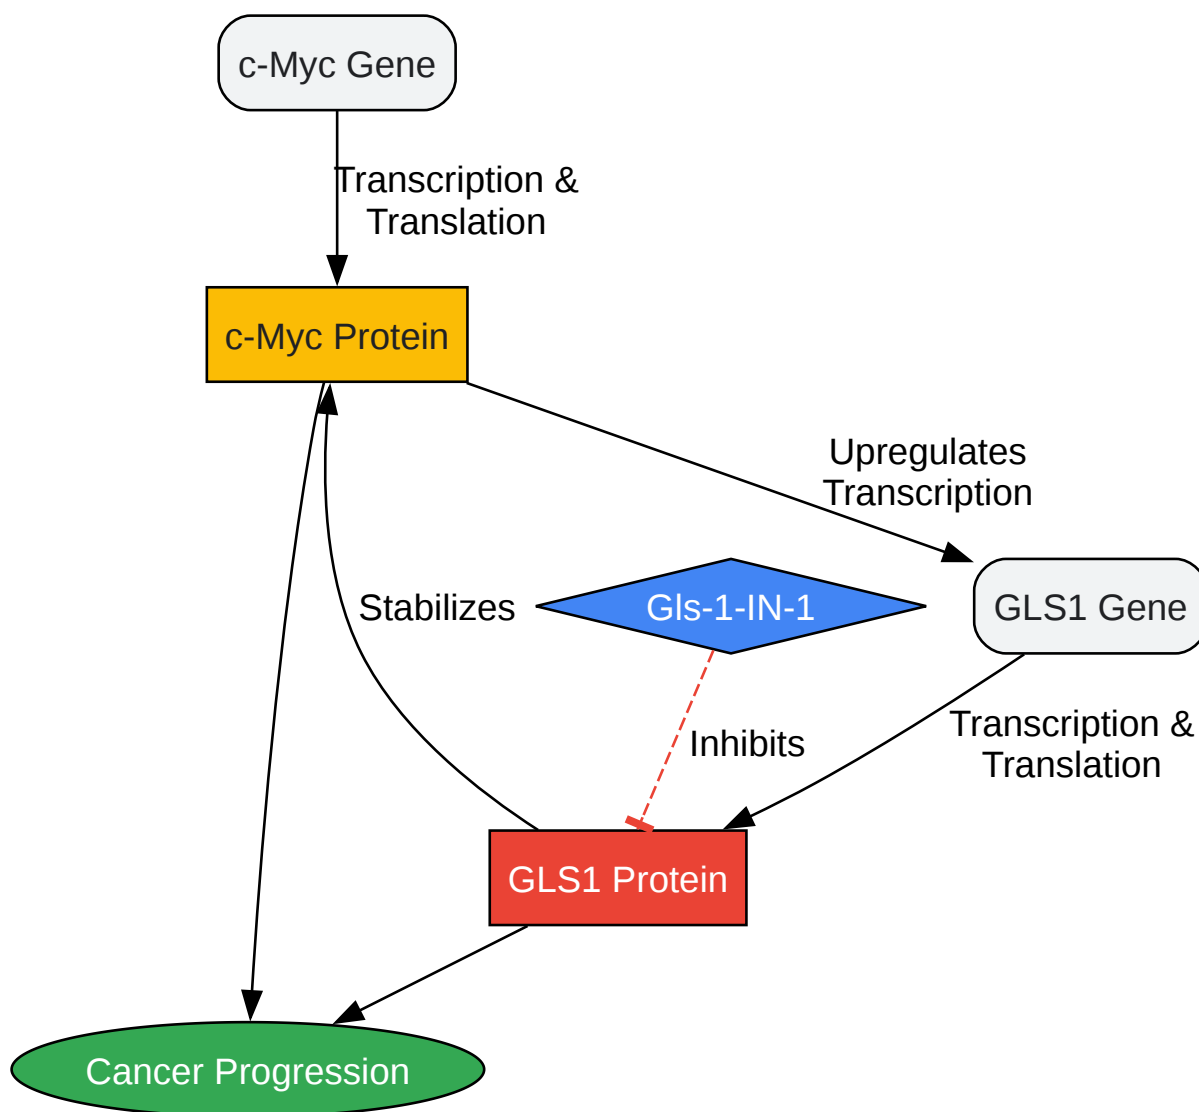 c-Myc Gene
Transcription &
Translation
c-Myc Protein
Upregulates
Transcription
Stabilizes
Gls-1-IN-1
GLS1 Gene
Inhibits
Transcription &
Translation
GLS1 Protein
Cancer Progression